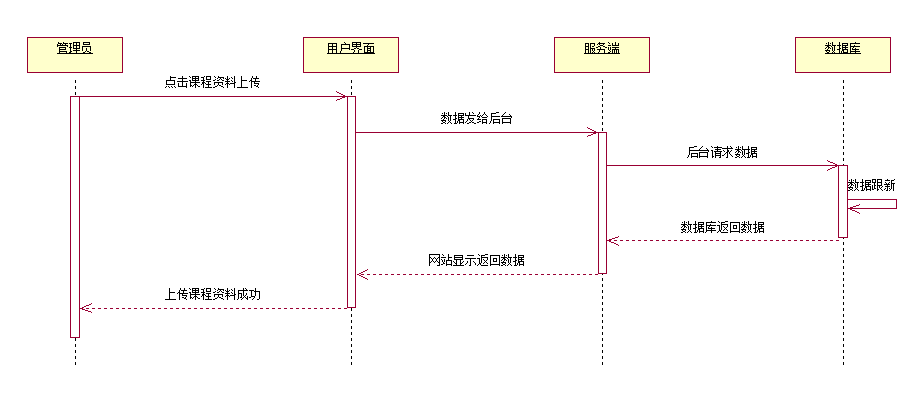 管理员
用户界面
服务端
数据库
点击课程资料上传
数据发给后台
后台请求数据
数据跟新
数据库返回数据
网站显示返回数据
上传课程资料成功